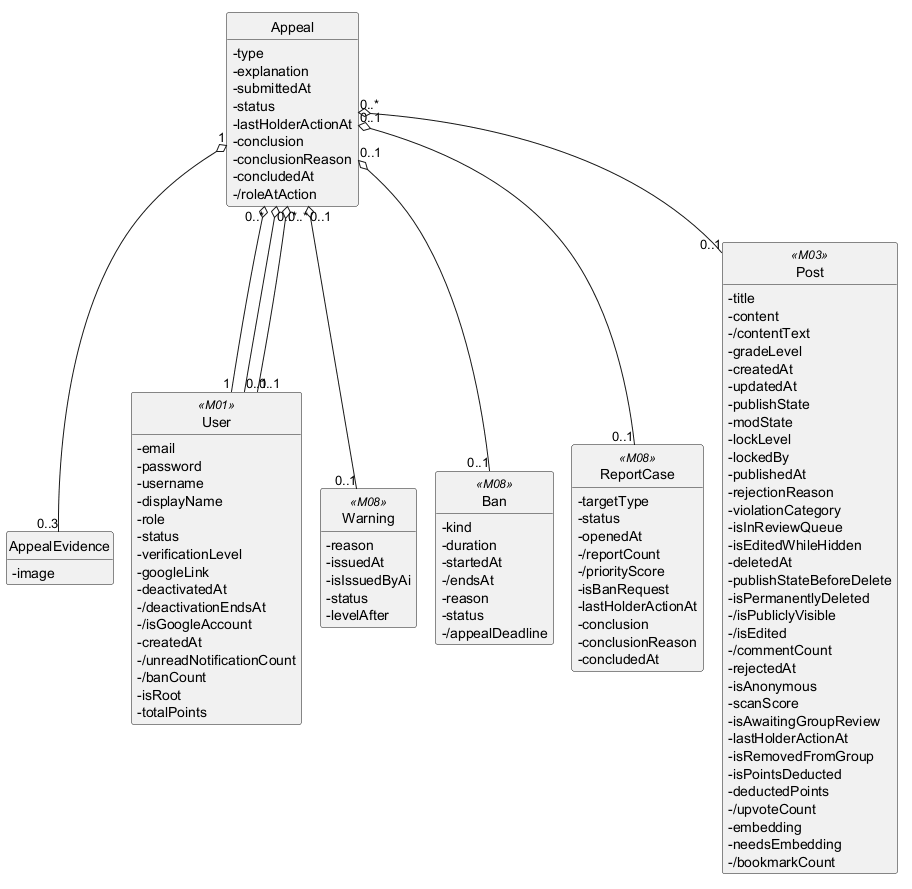 Appeal
-type
-explanation
-submittedAt
-status
-lastHolderActionAt
-conclusion
-conclusionReason
-concludedAt
-/roleAtAction
0..*
0..1
0..1
1
0..*
0..1
0..1
1
0..1
«M03»
Post
-title
-content
-/contentText
-gradeLevel
-createdAt
-updatedAt
-publishState
-modState
-lockLevel
-lockedBy
-publishedAt
-rejectionReason
-violationCategory
-isInReviewQueue
-isEditedWhileHidden
-deletedAt
-publishStateBeforeDelete
-isPermanentlyDeleted
-/isPubliclyVisible
-/isEdited
-/commentCount
-rejectedAt
-isAnonymous
-scanScore
-isAwaitingGroupReview
-lastHolderActionAt
-isRemovedFromGroup
-isPointsDeducted
-deductedPoints
-/upvoteCount
-embedding
-needsEmbedding
-/bookmarkCount
«M01»
User
-email
-password
-username
-displayName
-role
-status
-verificationLevel
-googleLink
-deactivatedAt
-/deactivationEndsAt
-/isGoogleAccount
-createdAt
-/unreadNotificationCount
-/banCount
-isRoot
-totalPoints
0..1
«M08»
ReportCase
-targetType
-status
-openedAt
-/reportCount
-/priorityScore
-isBanRequest
-lastHolderActionAt
-conclusion
-conclusionReason
-concludedAt
0..1
«M08»
Ban
-kind
-duration
-startedAt
-/endsAt
-reason
-status
-/appealDeadline
0..1
«M08»
Warning
-reason
-issuedAt
-isIssuedByAi
-status
-levelAfter
0..3
AppealEvidence
-image